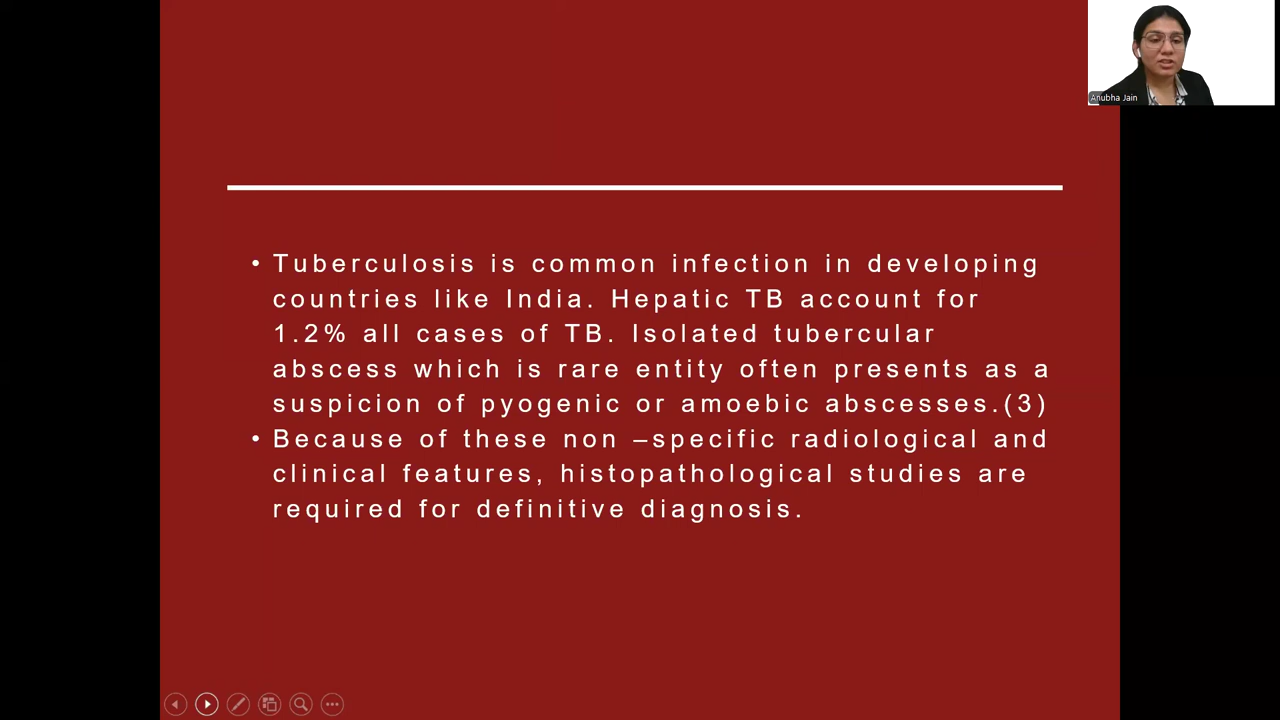 Anubha Jain
• Tuberculosis is common infection in developing
countries like India. Hepatic TB account for
1.2% all cases of TB. Isolated tubercular
abscess which is rare entity often presents as a
suspicion of pyogenic or amoebic abscesses.(3)
• Because of these non –specific radiological and
clinical features, histopathological studies are
required for definitive diagnosis.